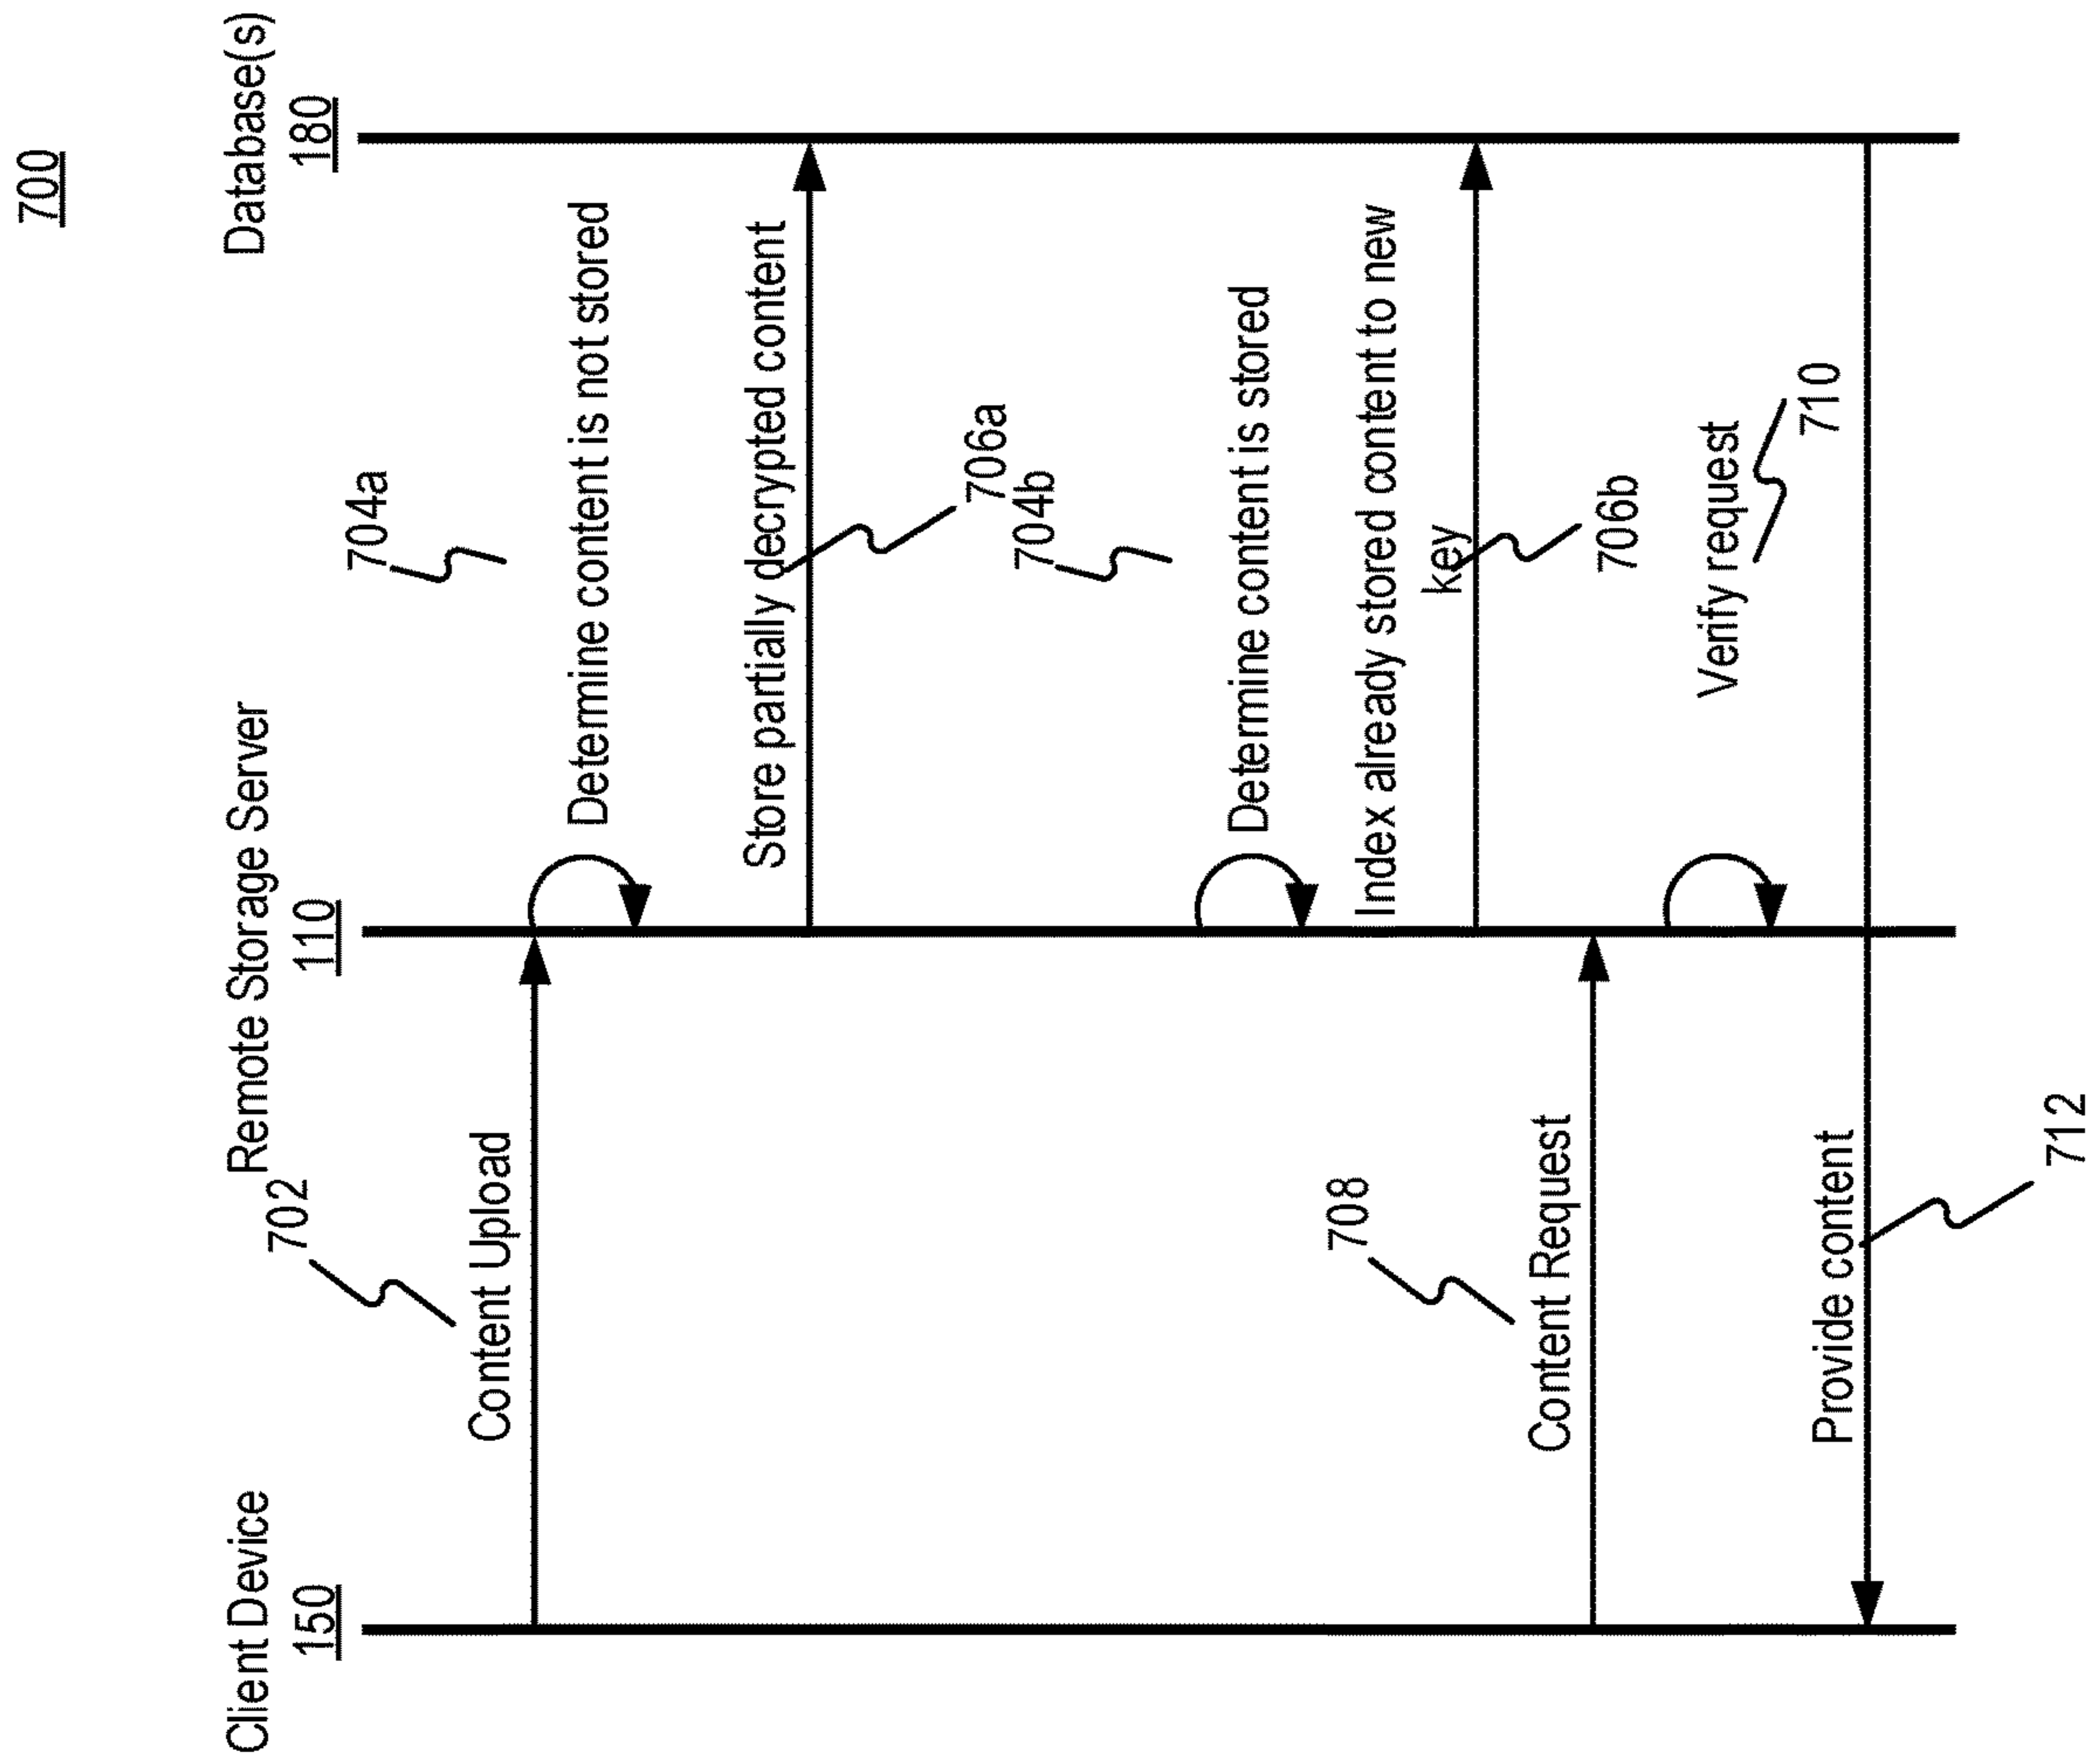 700
Client Device
150
Remote Storage Server
110
Database(s)
180
702
Content Upload
704a
Determine content is not stored
Store partially decrypted content
706a
704b
Determine content is stored
Index already stored content to new
key
706b
708
Content Request
Verify request
710
Provide content
712